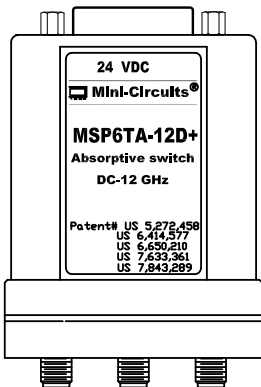 24 VDC
Mini-Circuits®
MSP6TA-12D+
Absorptive switch
DC-12 GHz
Patent# US 5,272,458
US 6,414,577
US 6,650,210
US 7,633,361
US 7,843,289